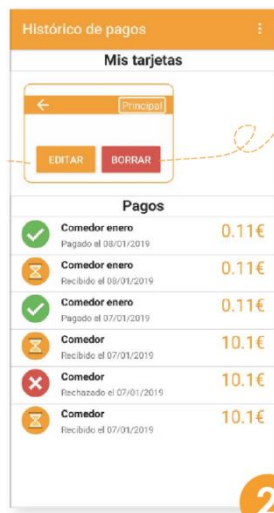 Histórico de pagos
Mis tarjetas
Principal
EDITAR BORRAR
Pagos
Comedor enero 0.11€
Pagado el 08/01/2019
Comedor enero 0.11€
Recibido el 08/01/2019
Comedor enero 0.11€
Pagado el 07/01/2019
Comedor 10.1€
Recibido el 07/01/2019
Comedor 10.1€
Rechazado el 07/01/2019
Comedor 10.1€
Recibido el 07/01/2019
2